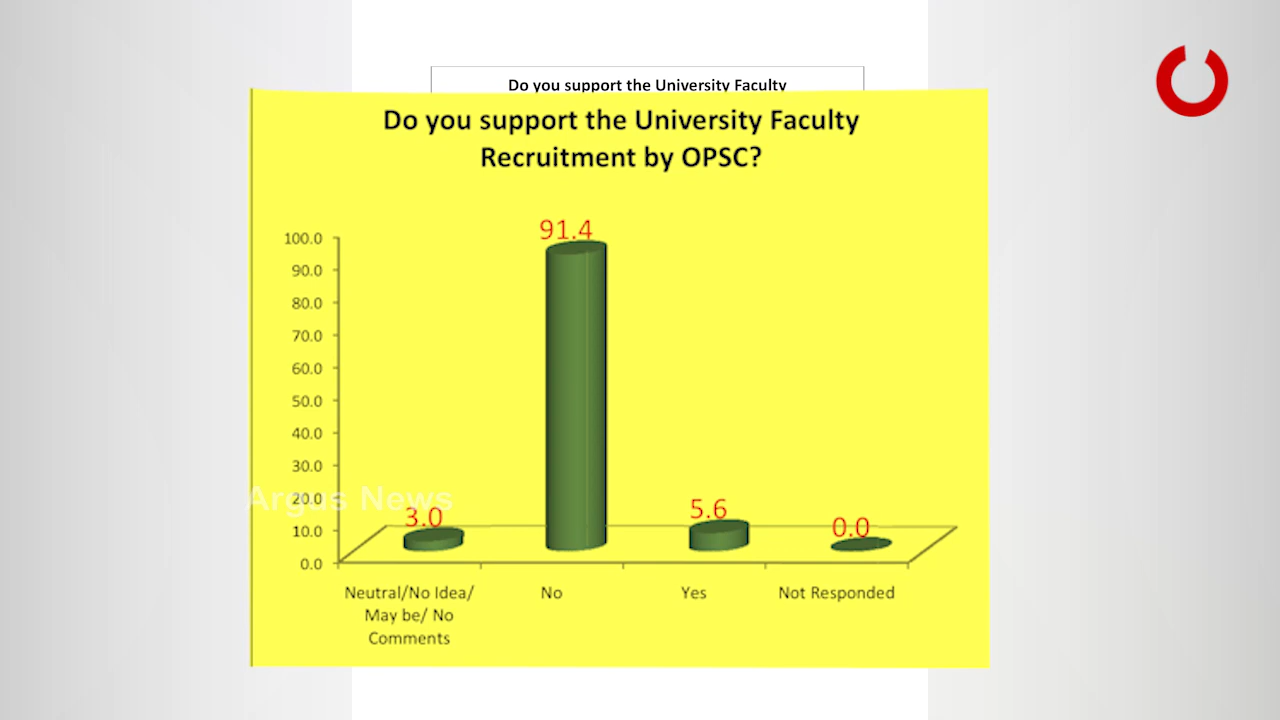 Do you support the University Faculty
Do you support the University Faculty
Recruitment by OPSC?
100.0
90.0
80.0
70.0
60.0
50.0
40.0
30.0
20.0
10.0
0.0
91.4
3.0
5.6
0.0
Argus News
Neutral/No Idea/
May be/ No
Comments
No
Yes
Not Responded